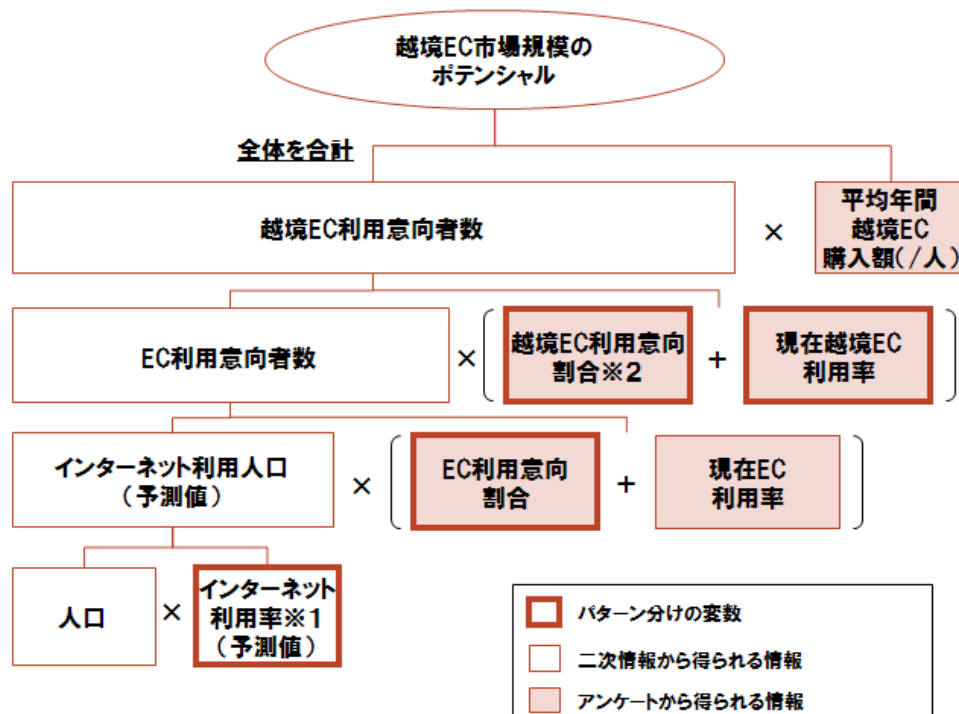 越境EC市場規模の
ポテンシャル
全体を合計
越境EC利用意向者数
×
平均年間
越境EC
購入額(/人)
EC利用意向者数
×
越境EC利用意向
割合※2
+
現在越境EC
利用率
インターネット利用人口
(予測値)
×
EC利用意向
割合
+
現在EC
利用率
人口
×
インターネット
利用率※1
(予測値)
パターン分けの変数
二次情報から得られる情報
アンケートから得られる情報